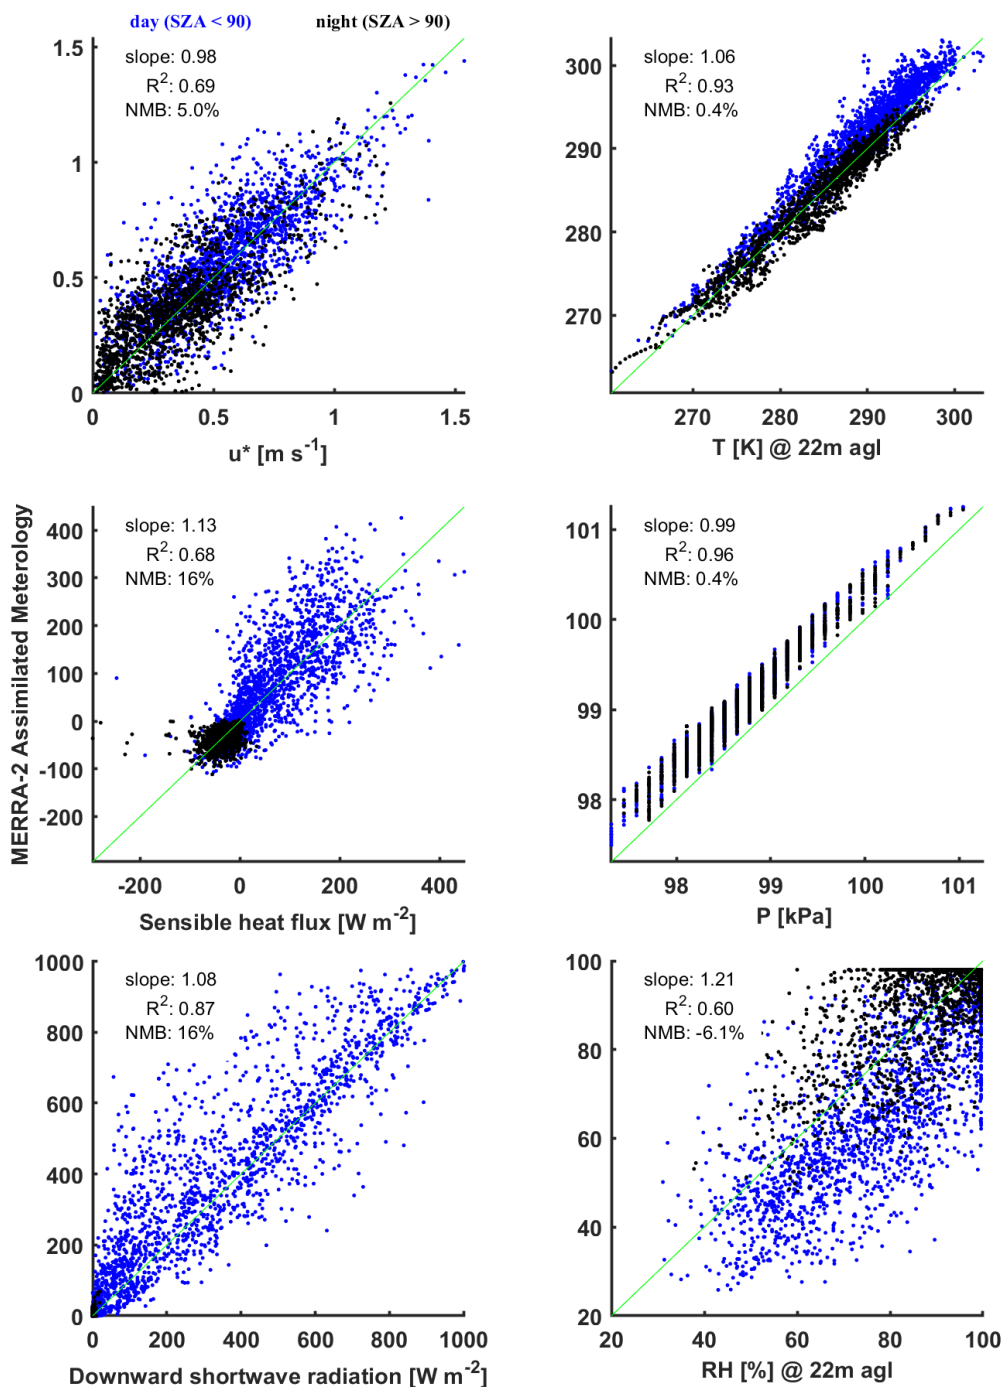 day (SZA < 90) night (SZA > 90)
slope: 0.98
R2: 0.69
NMB: 5.0%
1.5
1
0.5
0
0 0.5 1 1.5
u* [m s-1]
slope: 1.06
R2: 0.93
NMB: 0.4%
300
290
280
270
270 280 290 300
T [K] @ 22m agl
MERRA-2 Assimilated Meterology
slope: 1.13
R2: 0.68
NMB: 16%
400
300
200
100
0
-100
-200
-200 0 200 400
Sensible heat flux [W m-2]
slope: 0.99
R2: 0.96
NMB: 0.4%
101
100
99
98
98 99 100 101
P [kPa]
slope: 1.08
R2: 0.87
NMB: 16%
1000
800
600
400
200
0
0 200 400 600 800 1000
Downward shortwave radiation [W m-2]
slope: 1.21
R2: 0.60
NMB: -6.1%
100
80
60
40
20
20 40 60 80 100
RH [%] @ 22m agl